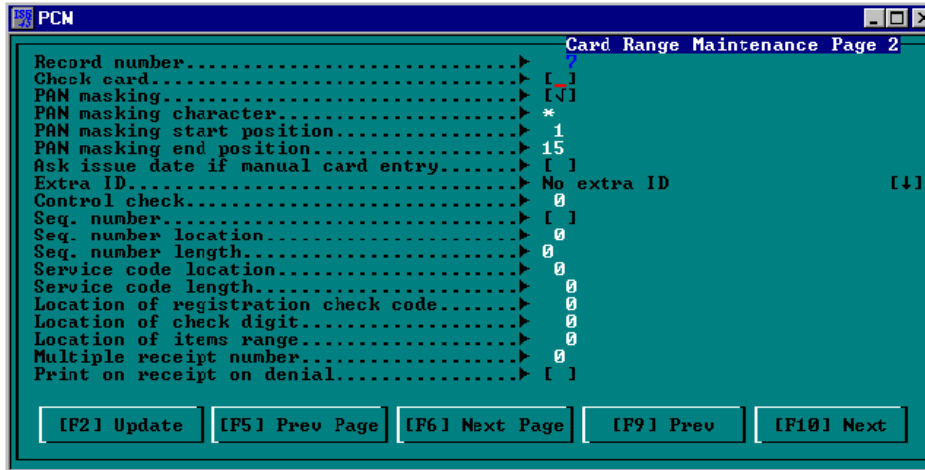 PCN
Card Range Maintenance Page 2
Record number............................ 7
Check card............................... [_]
PAN masking.............................. [√]
PAN masking character.................... *
PAN masking start position............... 1
PAN masking end position................. 15
Ask issue date if manual card entry...... [ ]
Extra ID................................. No extra ID [↓]
Control check............................ 0
Seq. number.............................. [ ]
Seq. number location..................... 0
Seq. number length....................... 0
Service code location.................... 0
Service code length...................... 0
Location of registration check code...... 0
Location of check digit.................. 0
Location of items range.................. 0
Multiple receipt number.................. 0
Print on receipt on denial............... [ ]
[F2] Update [F5] Prev Page [F6] Next Page [F9] Prev [F10] Next